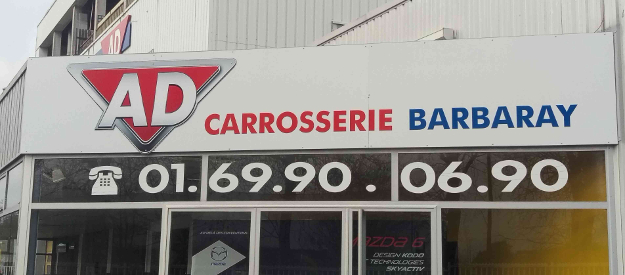 AD
CARROSSERIE BARBARAY
01.69.90.06.90
mazda 6
DESIGN KODO
TECHNOLOGIES
SKYACTIV